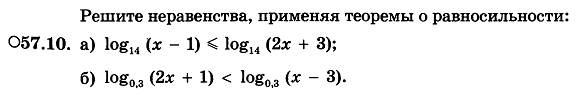 Решите неравенства, применяя теоремы о равносильности:
○57.10. а) log₁₄ (x − 1) ⩽ log₁₄ (2x + 3);
б) log₀,₃ (2x + 1) < log₀,₃ (x − 3).